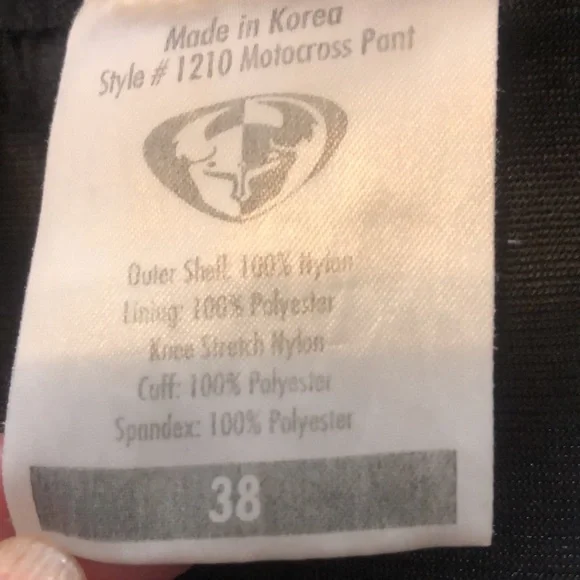 Made in Korea
Style # 1210 Motocross Pant
Outer Shell: 100% Nylon
Lining: 100% Polyester
Knee Stretch Nylon
Cuff: 100% Polyester
Spandex: 100% Polyester
38